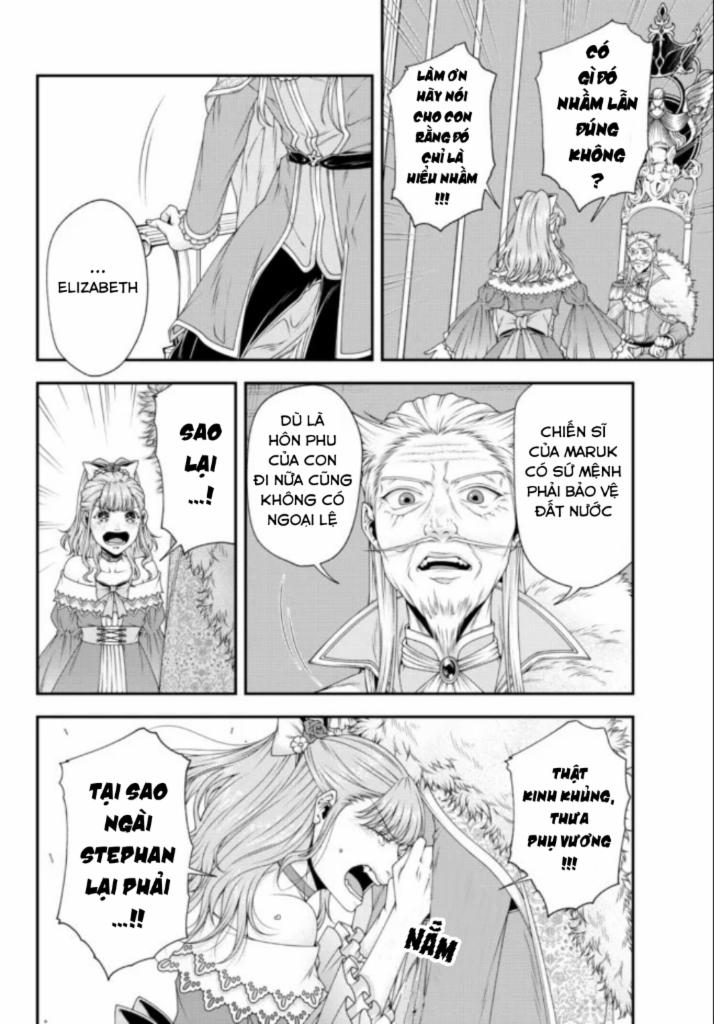 CÓ
GÌ ĐÓ
NHẦM LẪN
ĐÚNG
KHÔNG
?
LÀM ƠN
HÃY NÓI
CHO CON
RẰNG ĐÓ
CHỈ LÀ
HIỂU NHẦM
!!!
...
ELIZABETH
CHIẾN SĨ
CỦA MARUK
CÓ SỨ MỆNH
PHẢI BẢO VỆ
ĐẤT NƯỚC
DÙ LÀ
HÔN PHU
CỦA CON
ĐI NỮA CŨNG
KHÔNG CÓ
NGOẠI LỆ
SAO
LẠI
...!
THẬT
KINH KHỦNG,
THƯA
PHỤ VƯƠNG
!!!
TẠI SAO
NGÀI
STEPHAN
LẠI PHẢI
...!!
NẮM